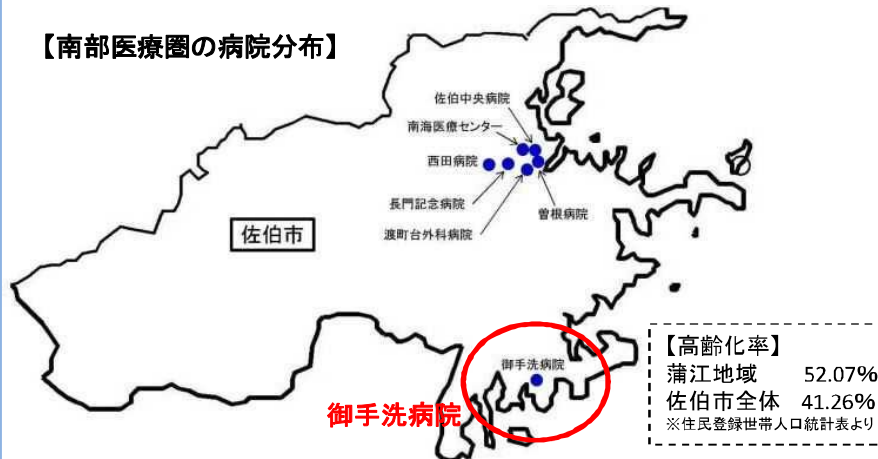 【南部医療圏の病院分布】
佐伯中央病院
南海医療センター
西田病院
長門記念病院
曽根病院
渡町台外科病院
佐伯市
御手洗病院
御手洗病院
【高齢化率】
蒲江地域 52.07%
佐伯市全体 41.26%
※住民登録世帯人口統計表より